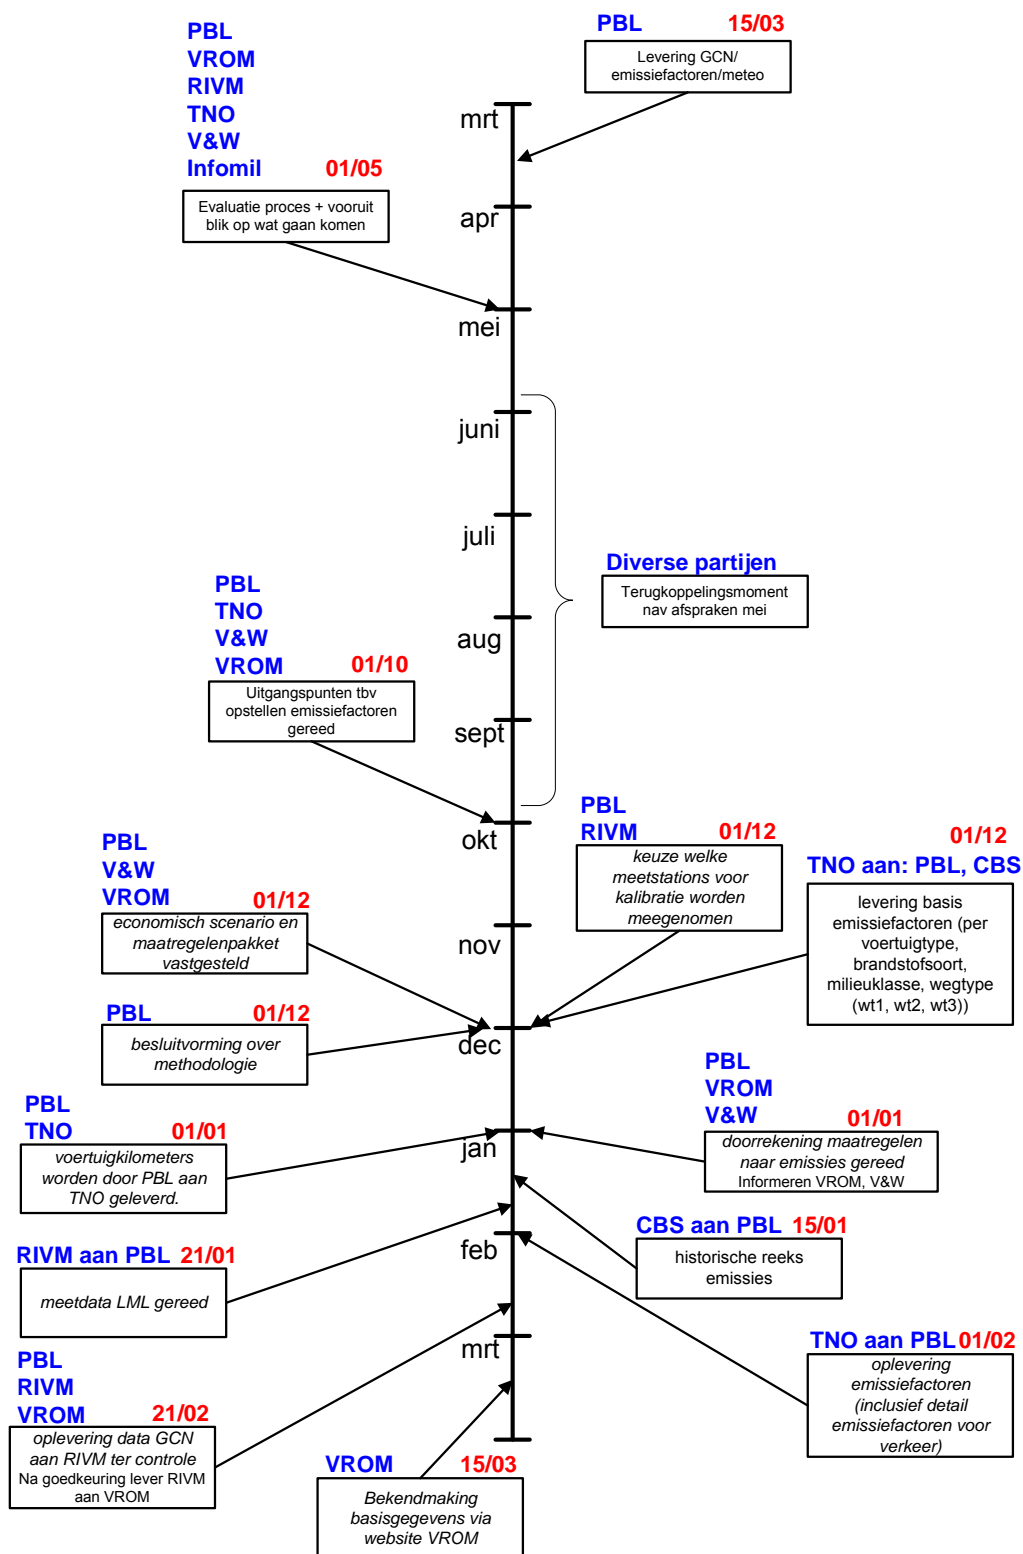 PBL 15/03
Levering GCN/
emissiefactoren/meteo
PBL
VROM
RIVM
TNO
V&W
Infomil 01/05
Evaluatie proces + vooruit
blik op wat gaan komen
mrt
apr
mei
juni
juli
aug
sept
okt
nov
dec
jan
feb
mrt
Diverse partijen
Terugkoppelingsmoment
nav afspraken mei
PBL
TNO
V&W
VROM 01/10
Uitgangspunten tbv
opstellen emissiefactoren
gereed
PBL
RIVM 01/12
keuze welke
meetstations voor
kalibratie worden
meegenomen
01/12
TNO aan: PBL, CBS
levering basis
emissiefactoren (per
voertuigtype,
brandstofsoort,
milieuklasse, wegtype
(wt1, wt2, wt3))
PBL
V&W
VROM 01/12
economisch scenario en
maatregelenpakket
vastgesteld
PBL 01/12
besluitvorming over
methodologie
PBL
VROM
V&W 01/01
doorrekening maatregelen
naar emissies gereed
Informeren VROM, V&W
PBL
TNO 01/01
voertuigkilometers
worden door PBL aan
TNO geleverd.
CBS aan PBL 15/01
historische reeks
emissies
RIVM aan PBL 21/01
meetdata LML gereed
TNO aan PBL 01/02
oplevering
emissiefactoren
(inclusief detail
emissiefactoren voor
verkeer)
PBL
RIVM
VROM 21/02
oplevering data GCN
aan RIVM ter controle
Na goedkeuring lever RIVM
aan VROM
VROM 15/03
Bekendmaking
basisgegevens via
website VROM